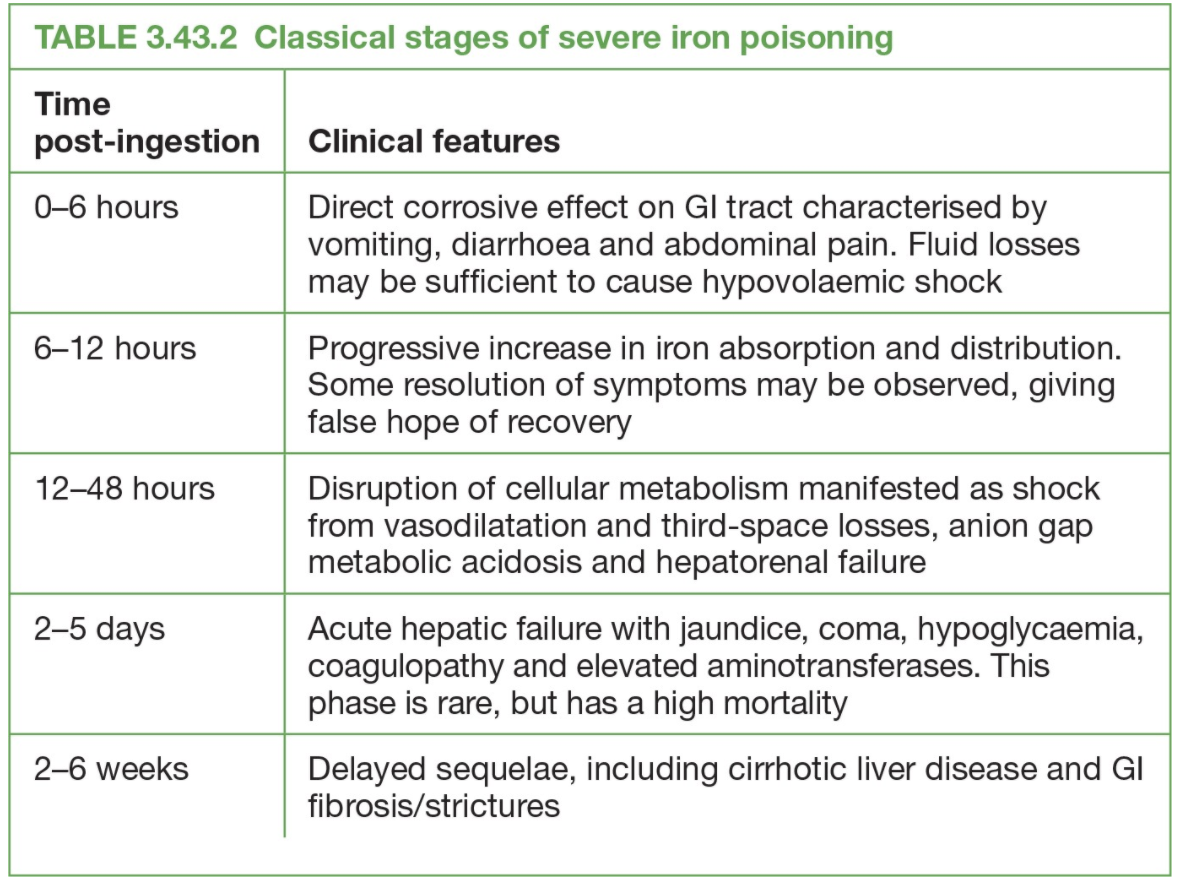 TABLE 3.43.2 Classical stages of severe iron poisoning
Time
post-ingestion
Clinical features
0–6 hours
Direct corrosive effect on GI tract characterised by
vomiting, diarrhoea and abdominal pain. Fluid losses
may be sufficient to cause hypovolaemic shock
6–12 hours
Progressive increase in iron absorption and distribution.
Some resolution of symptoms may be observed, giving
false hope of recovery
12–48 hours
Disruption of cellular metabolism manifested as shock
from vasodilatation and third-space losses, anion gap
metabolic acidosis and hepatorenal failure
2–5 days
Acute hepatic failure with jaundice, coma, hypoglycaemia,
coagulopathy and elevated aminotransferases. This
phase is rare, but has a high mortality
2–6 weeks
Delayed sequelae, including cirrhotic liver disease and GI
fibrosis/strictures